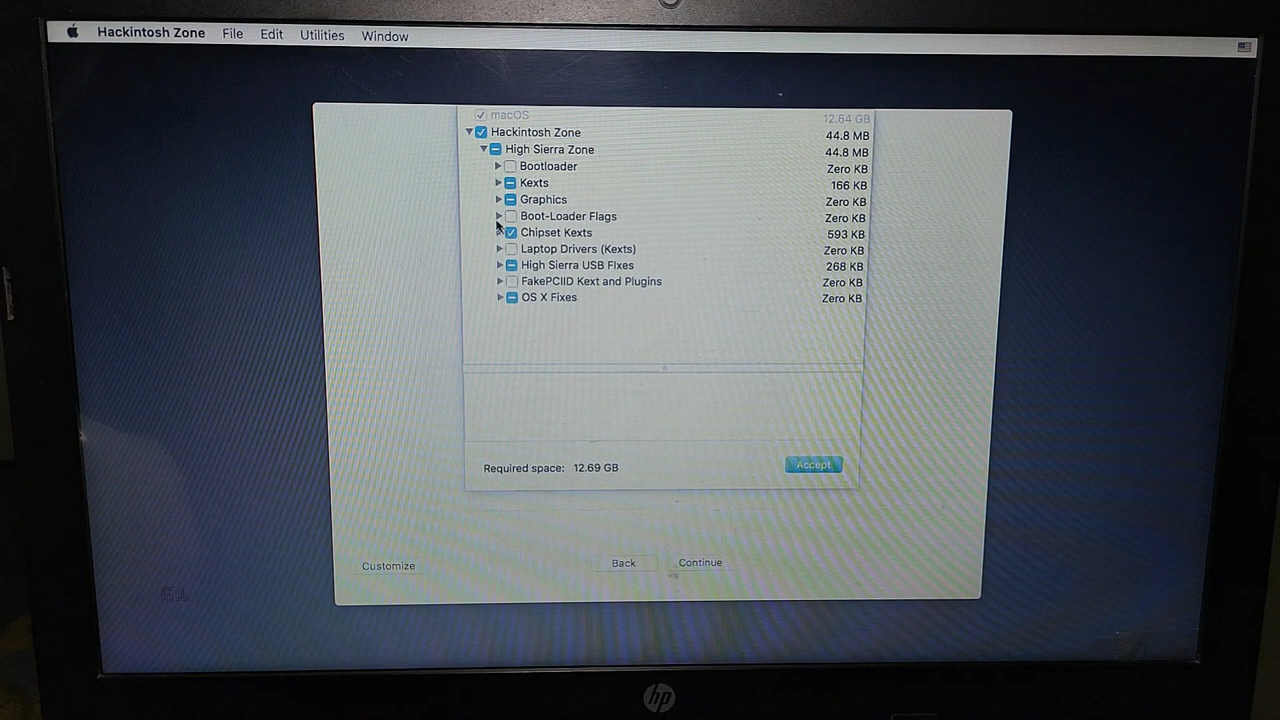 Hackintosh Zone File Edit Utilities Window
macOS 12.64 GB
Hackintosh Zone 44.8 MB
High Sierra Zone 44.8 MB
Bootloader Zero KB
Kexts 166 KB
Graphics Zero KB
Boot-Loader Flags Zero KB
Chipset Kexts 593 KB
Laptop Drivers (Kexts) Zero KB
High Sierra USB FIxes 268 KB
FakePCIID Kext and Plugins Zero KB
OS X Fixes Zero KB
Required space: 12.69 GB Accept
Customize Back Continue
hp